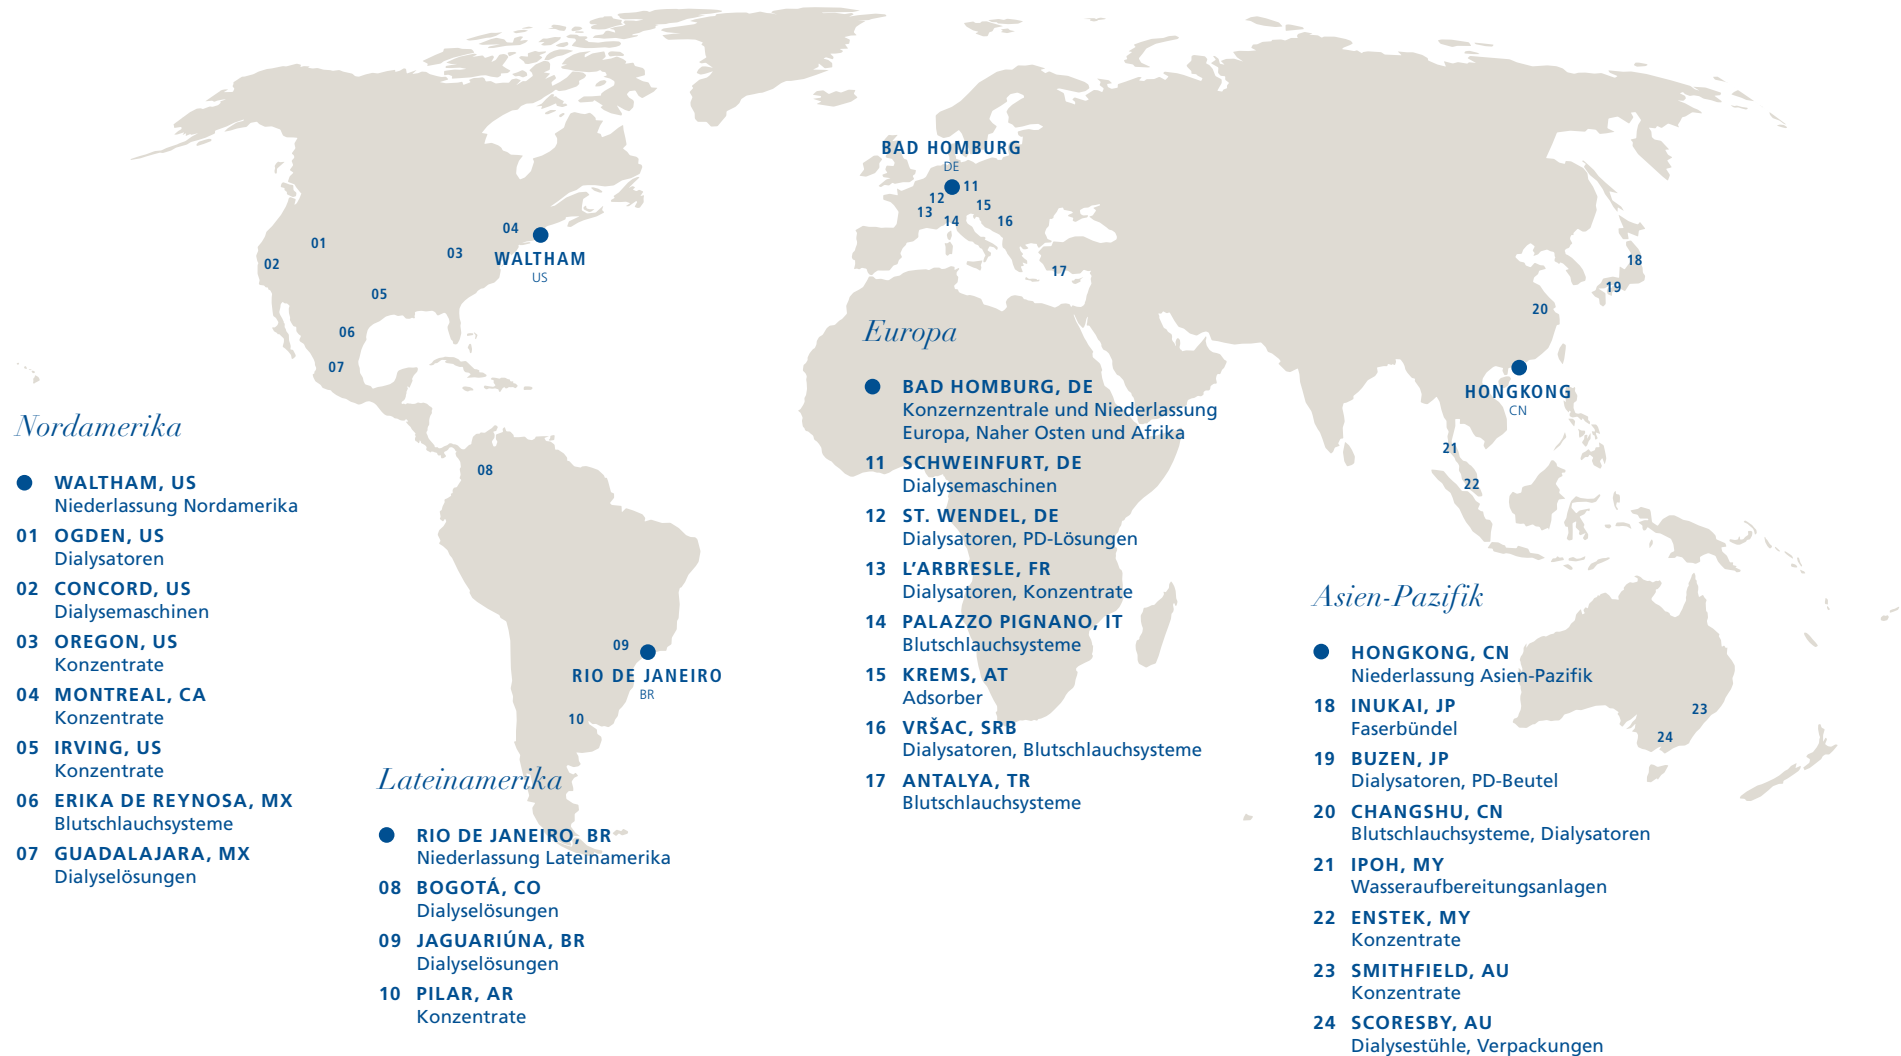 BAD HOMBURG
DE
11
12
15
13
14
16
17
01
02
03
04
WALTHAM
US
05
06
07
18
19
20
HONGKONG
CN
21
22
08
09
RIO DE JANEIRO
BR
10
23
24
Nordamerika
WALTHAM, US
Niederlassung Nordamerika
01 OGDEN, US
Dialysatoren
02 CONCORD, US
Dialysemaschinen
03 OREGON, US
Konzentrate
04 MONTREAL, CA
Konzentrate
05 IRVING, US
Konzentrate
06 ERIKA DE REYNOSA, MX
Blutschlauchsysteme
07 GUADALAJARA, MX
Dialyselösungen
Lateinamerika
RIO DE JANEIRO, BR
Niederlassung Lateinamerika
08 BOGOTÁ, CO
Dialyselösungen
09 JAGUARIÚNA, BR
Dialyselösungen
10 PILAR, AR
Konzentrate
Europa
BAD HOMBURG, DE
Konzernzentrale und Niederlassung
Europa, Naher Osten und Afrika
11 SCHWEINFURT, DE
Dialysemaschinen
12 ST. WENDEL, DE
Dialysatoren, PD-Lösungen
13 L’ARBRESLE, FR
Dialysatoren, Konzentrate
14 PALAZZO PIGNANO, IT
Blutschlauchsysteme
15 KREMS, AT
Adsorber
16 VRŠAC, SRB
Dialysatoren, Blutschlauchsysteme
17 ANTALYA, TR
Blutschlauchsysteme
Asien-Pazifik
HONGKONG, CN
Niederlassung Asien-Pazifik
18 INUKAI, JP
Faserbündel
19 BUZEN, JP
Dialysatoren, PD-Beutel
20 CHANGSHU, CN
Blutschlauchsysteme, Dialysatoren
21 IPOH, MY
Wasseraufbereitungsanlagen
22 ENSTEK, MY
Konzentrate
23 SMITHFIELD, AU
Konzentrate
24 SCORESBY, AU
Dialysestühle, Verpackungen